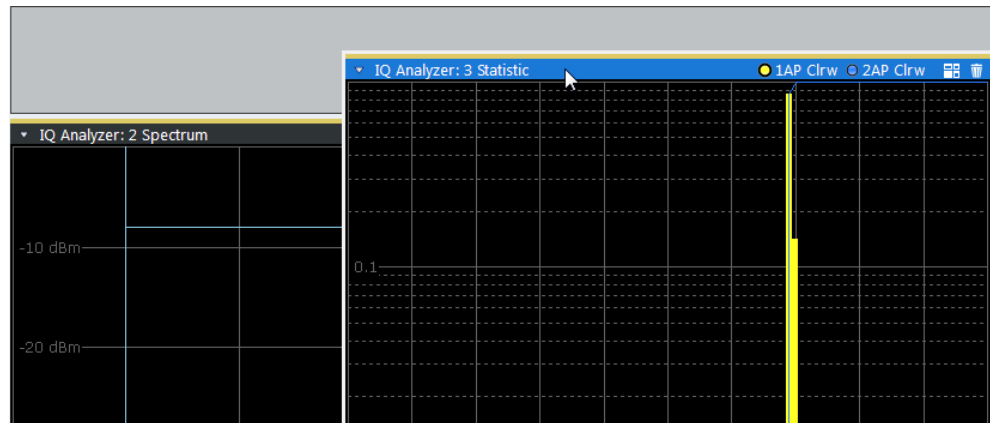 IQ Analyzer: 3 Statistic 1AP Clrw 2AP Clrw
IQ Analyzer: 2 Spectrum
-10 dBm
0.1
-20 dBm